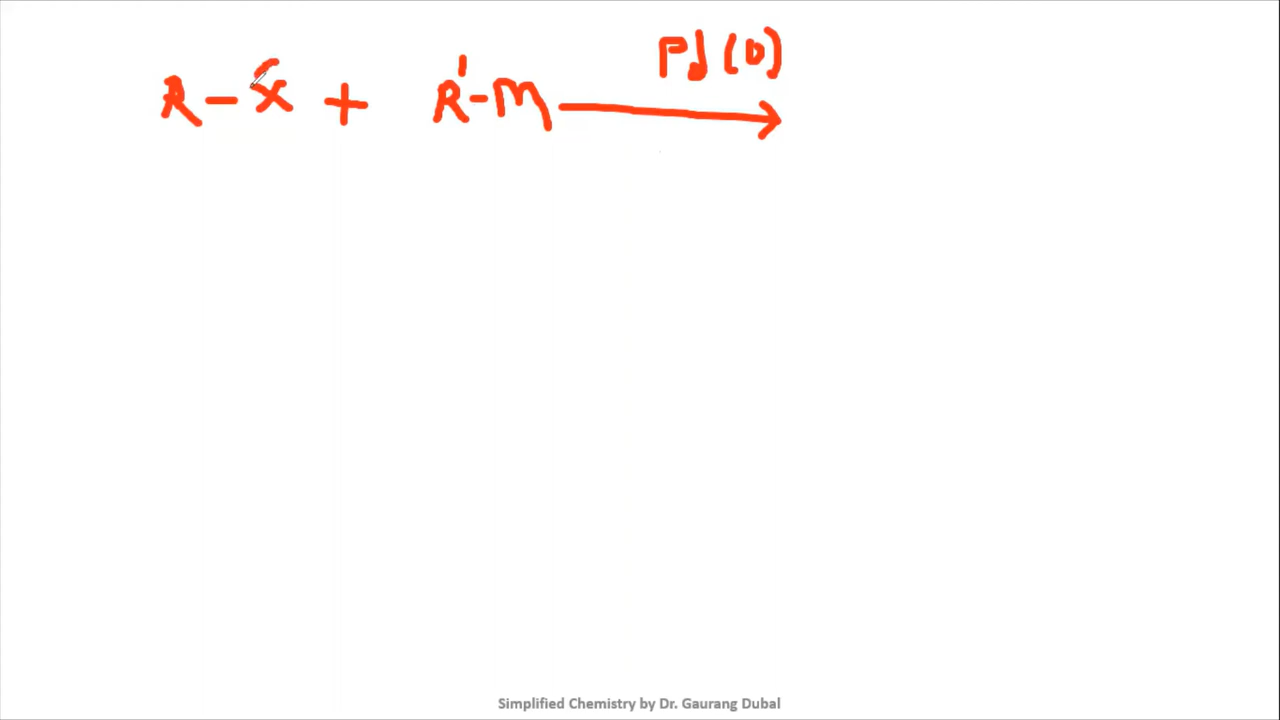 Pd(0)
R-X + R'-M ⟶
Simplified Chemistry by Dr. Gaurang Dubal